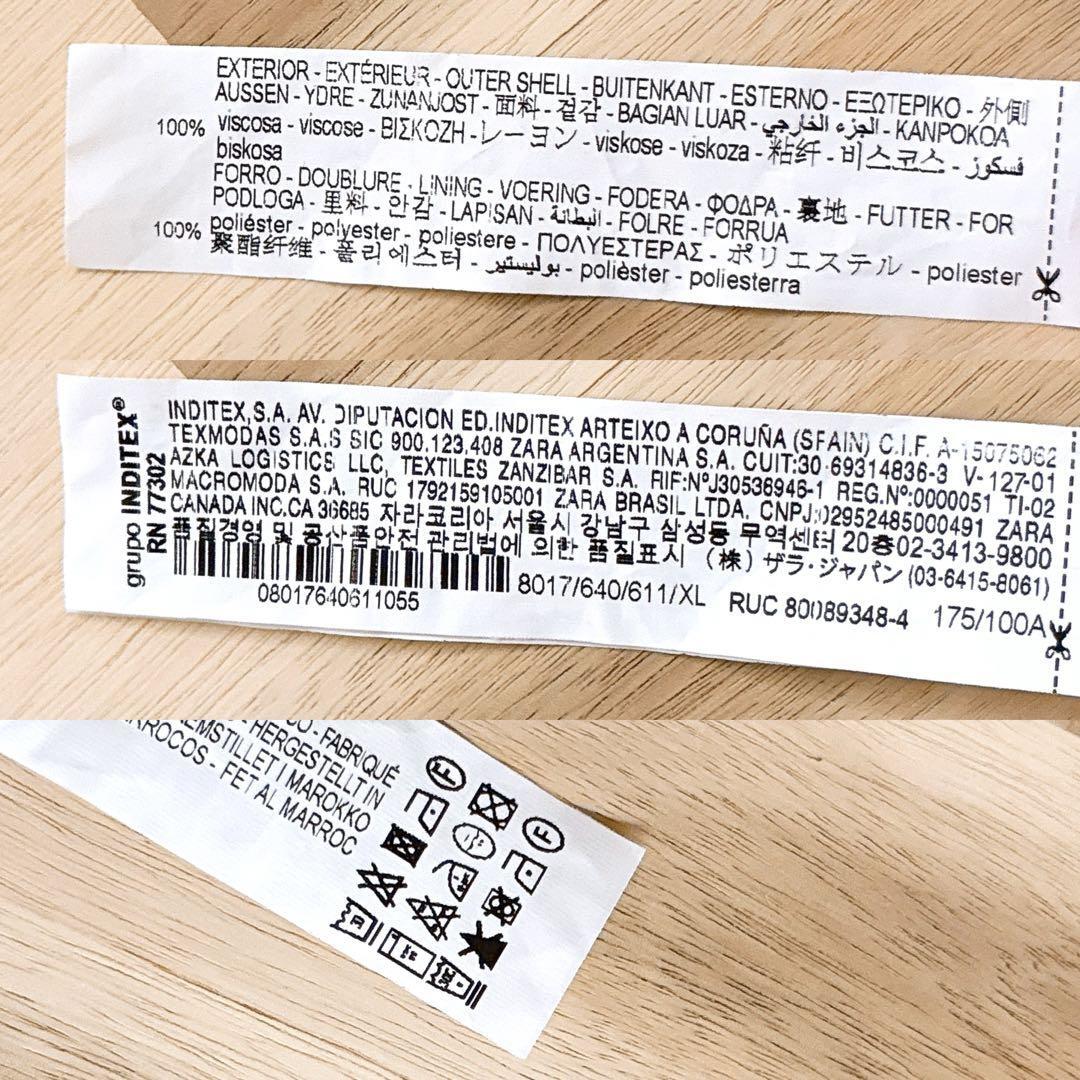 EXTERIOR - EXTÉRIEUR - OUTER SHELL - BUITENKANT - ESTERNO - ΕΞΩΤΕΡΙΚΟ - 外側
AUSSEN - YDRE - ZUNANJOST - 面料 - 겉감 - BAGIAN LUAR - الجزء الخارجي - KANPOKOA
100% viscosa - viscose - ΒΙΣΚΟΖΗ - レーヨン - viskose - viskoza - 粘纤 - 비스코스 - فسكوز
biskosa
FORRO - DOUBLURE - LINING - VOERING - FODERA - ΦΟΔΡΑ - 裏地 - FUTTER - FOR
PODLOGA - 里料 - 안감 - LAPISAN - البطانة - FOLRE - FORRUA
100% poliéster - polyester - poliestere - ΠΟΛΥΕΣΤΕΡΑΣ - ポリエステル - poliester
聚酯纤维 - 폴리에스터 - بوليستير - polièster - poliesterra
grupo INDITEX®
RN 77302
INDITEX,S.A. AV. DIPUTACION ED.INDITEX ARTEIXO A CORUÑA (SPAIN) C.I.F. A-15075062
TEXMODAS S.A.S SIC 900.123.408 ZARA ARGENTINA S.A. CUIT:30-69314836-3 V-127-01
AZKA LOGISTICS LLC, TEXTILES ZANZIBAR S.A. RIF:NºJ30536946-1 REG.Nº:0000051 TI-02
MACROMODA S.A. RUC 1792159105001 ZARA BRASIL LTDA. CNPJ:02952485000491 ZARA
CANADA INC.CA 36685 자라코리아 서울시 강남구 삼성동 무역센터 20층02-3413-9800
품질경영 및 공산품안전 관리법에 의한 품질표시 (株) ザラ・ジャパン (03-6415-8061)
08017640611055
8017/640/611/XL RUC 80089348-4 175/100A
CO - FABRIQUÉ
HERGESTELLT IN
REMSTILLET I MAROKKO
RROCOS - FET AL MARROC
F
F